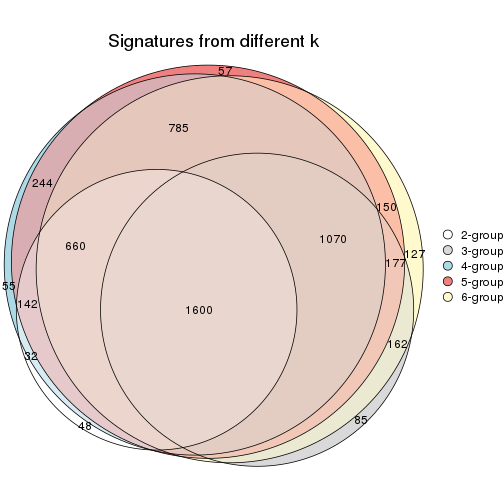 Signatures from different k
57
785
244
150
660
1070
127
177
55
142
1600
162
32
48
85
2-group
3-group
4-group
5-group
6-group